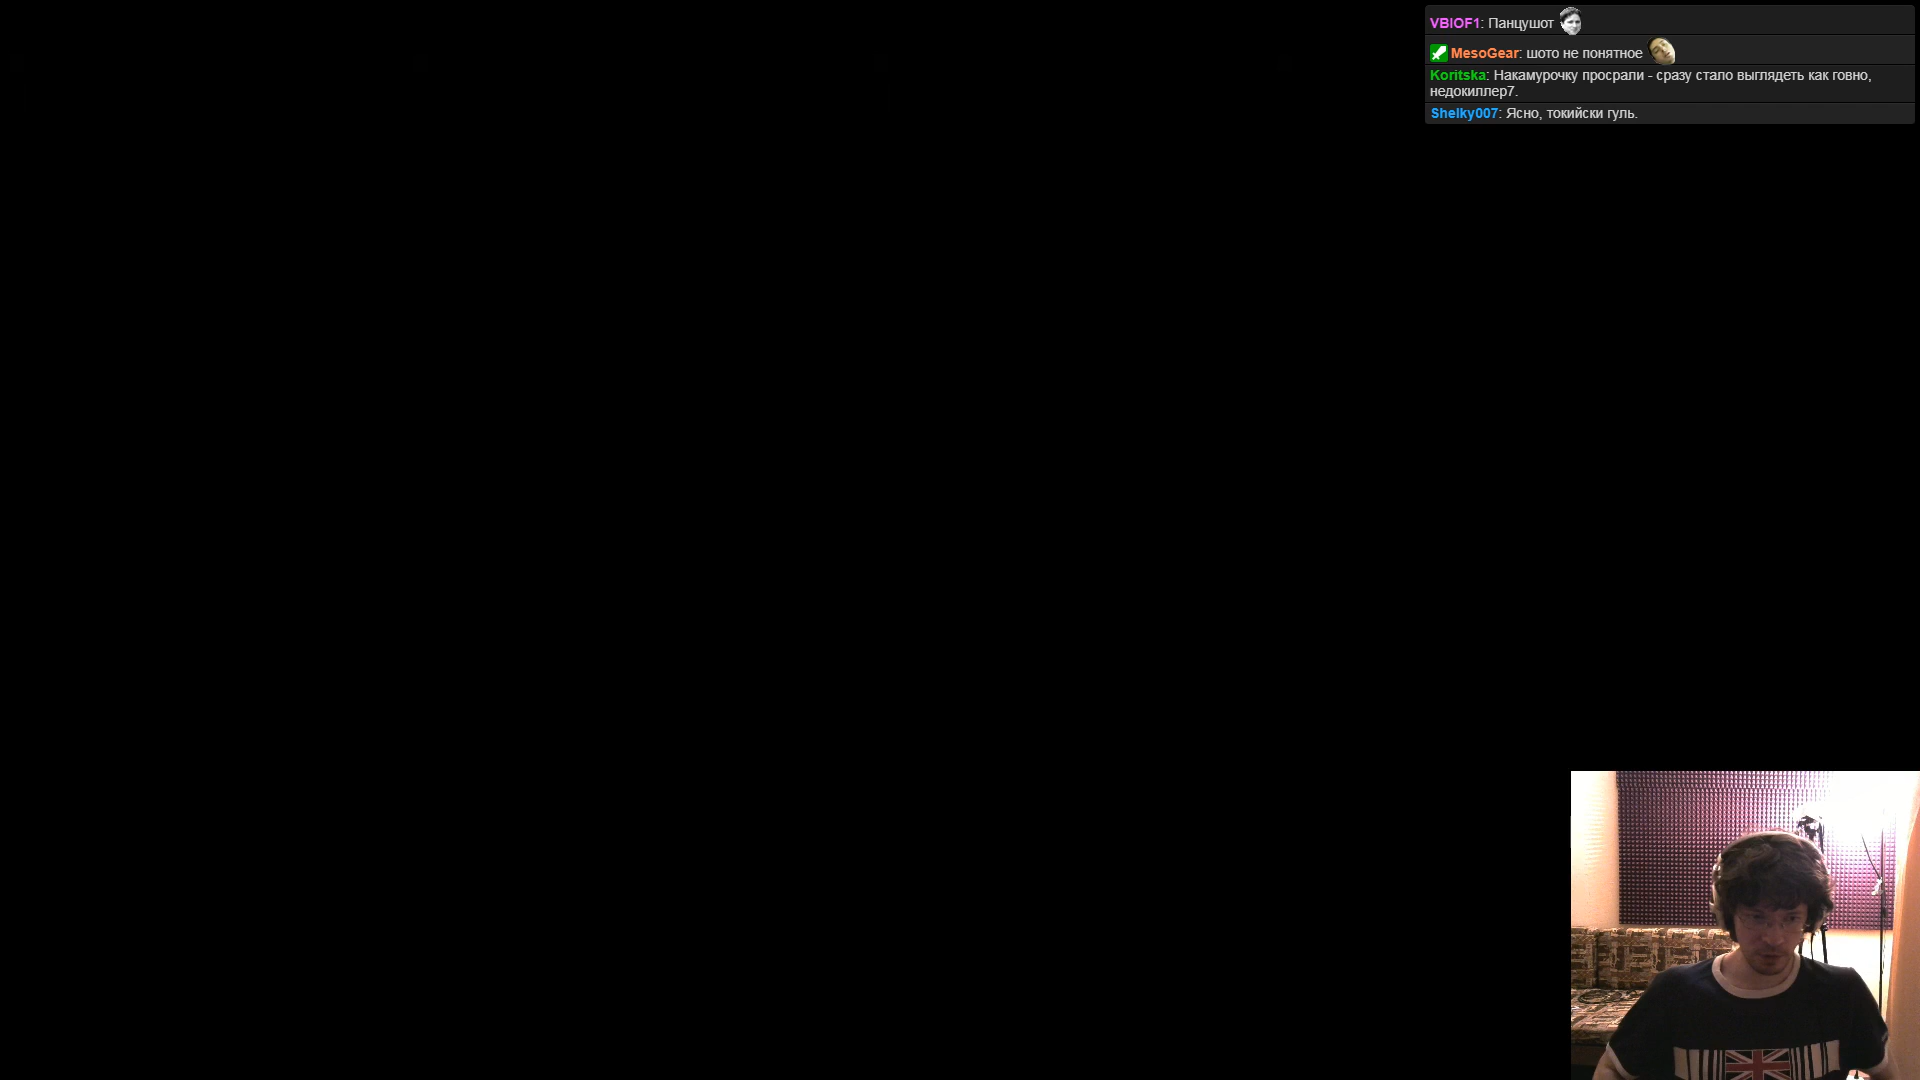 VBIOF1: Панцушот
MesoGear: шото не понятное
Koritska: Накамурочку просрали - сразу стало выглядеть как говно,
недокиллер7.
Shelky007: Ясно, токийски гуль.